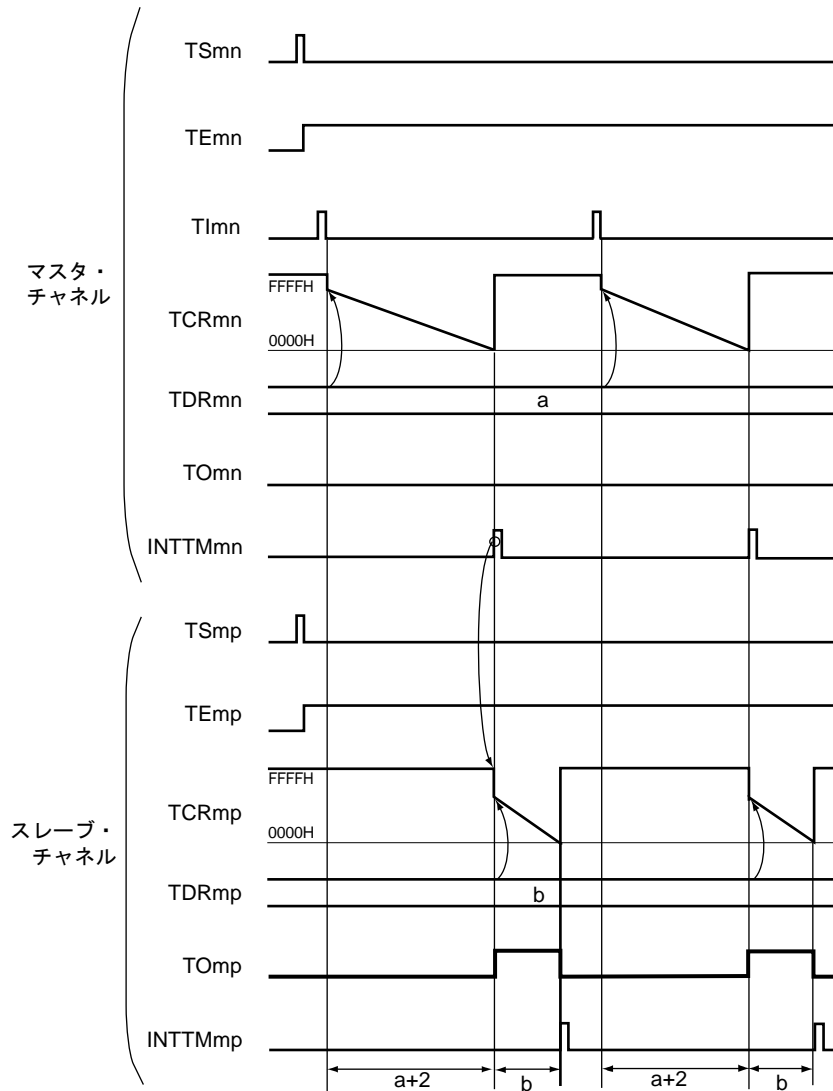 TSmn
TEmn
TImn
マスタ・
チャネル
FFFFH
TCRmn
0000H
TDRmn
a
TOmn
INTTMmn
TSmp
TEmp
FFFFH
TCRmp
スレーブ・
チャネル
0000H
TDRmp
b
TOmp
INTTMmp
a+2
b
a+2
b